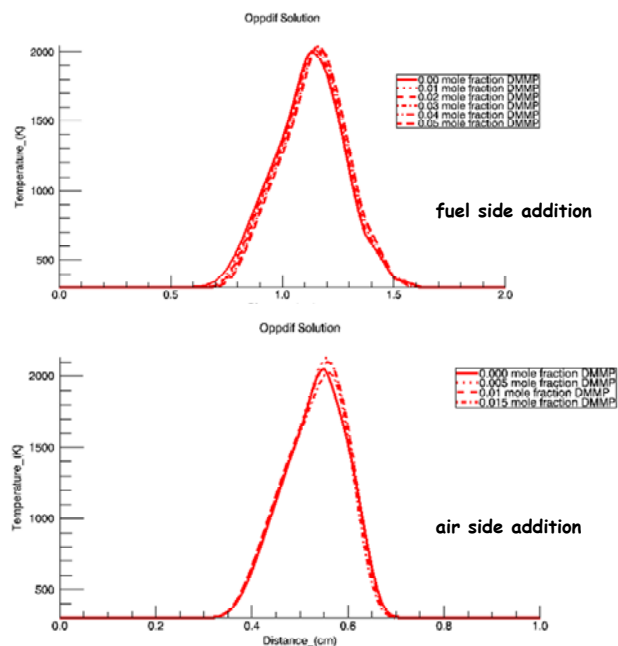 Oppdif Solution
2000
1500
1000
500
Temperature_(K)
0.00 mole fraction DMMP
0.01 mole fraction DMMP
0.02 mole fraction DMMP
0.03 mole fraction DMMP
0.04 mole fraction DMMP
0.05 mole fraction DMMP
fuel side addition
0.0 0.5 1.0 1.5 2.0
Oppdif Solution
2000
1500
1000
500
Temperature_(K)
0.000 mole fraction DMMP
0.005 mole fraction DMMP
0.01 mole fraction DMMP
0.015 mole fraction DMMP
air side addition
0.0 0.2 0.4 0.6 0.8 1.0
Distance_(cm)